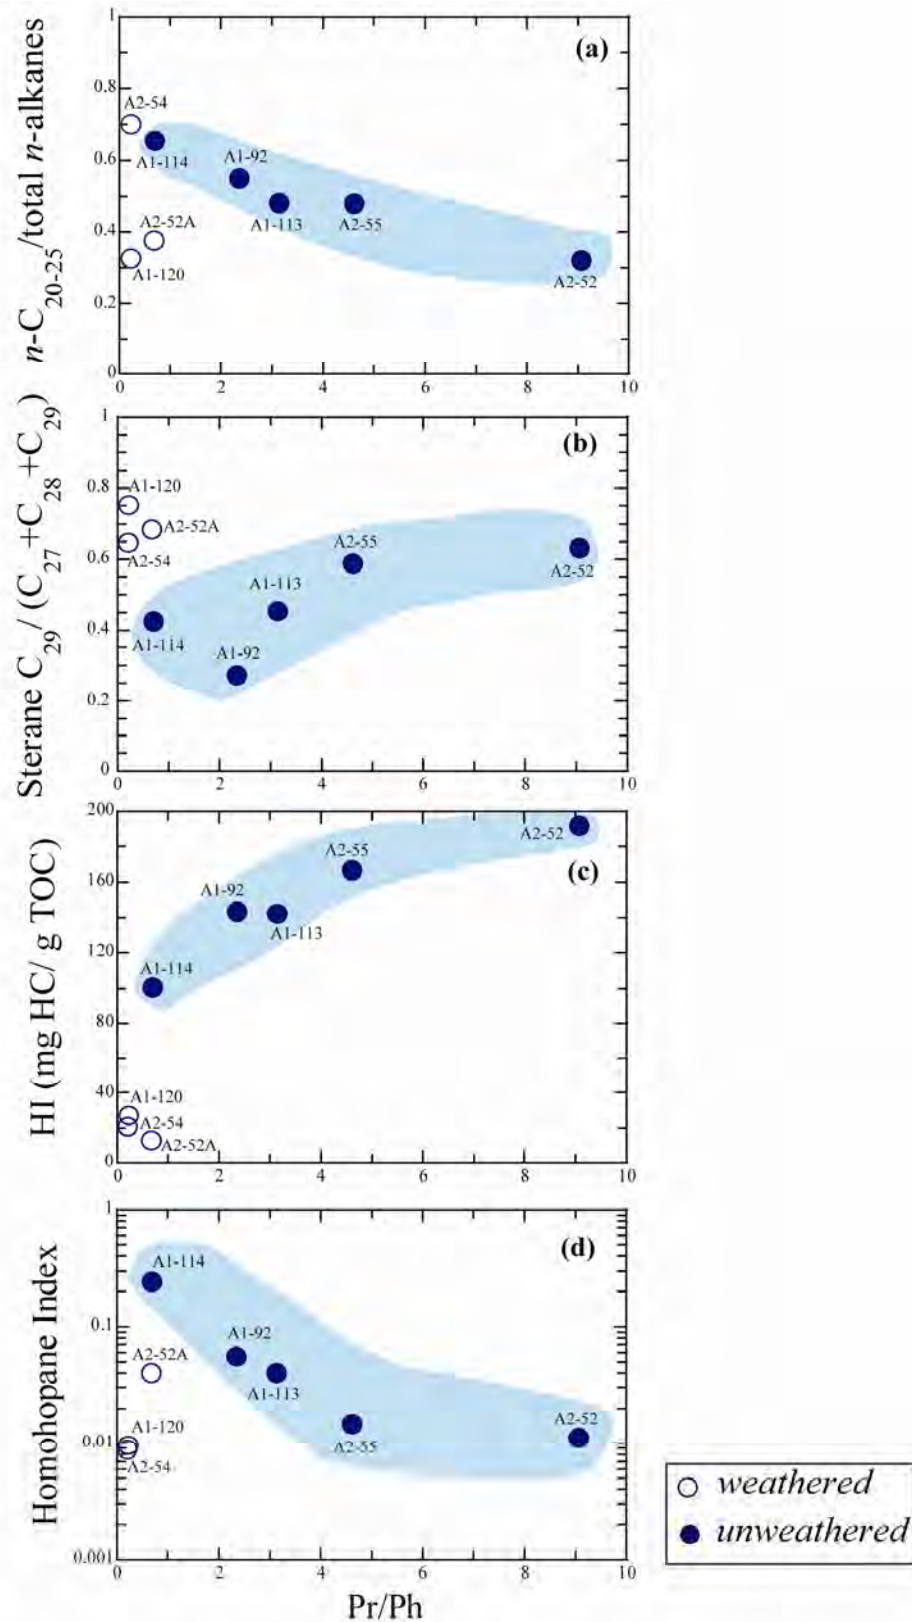 n-C20-25/total n-alkanes
1
0.8
0.6
0.4
0.2
0
(a)
A2-54
A1-114
A1-92
A1-113
A2-55
A2-52A
A1-120
A2-52
0 2 4 6 8 10
Sterane C29/ (C27+C28+C29)
1
0.8
0.6
0.4
0.2
0
(b)
A1-120
A2-52A
A2-54
A2-55
A2-52
A1-113
A1-114
A1-92
0 2 4 6 8 10
HI (mg HC/ g TOC)
200
160
120
80
40
0
A2-52
(c)
A2-55
A1-92
A1-113
A1-114
A1-120
A2-54
A2-52A
0 2 4 6 8 10
Homohopane Index
1
0.1
0.01
0.001
(d)
A1-114
A1-92
A2-52A
A1-113
A2-52
A1-120
A2-55
A2-54
0 2 4 6 8 10
Pr/Ph
weathered
unweathered